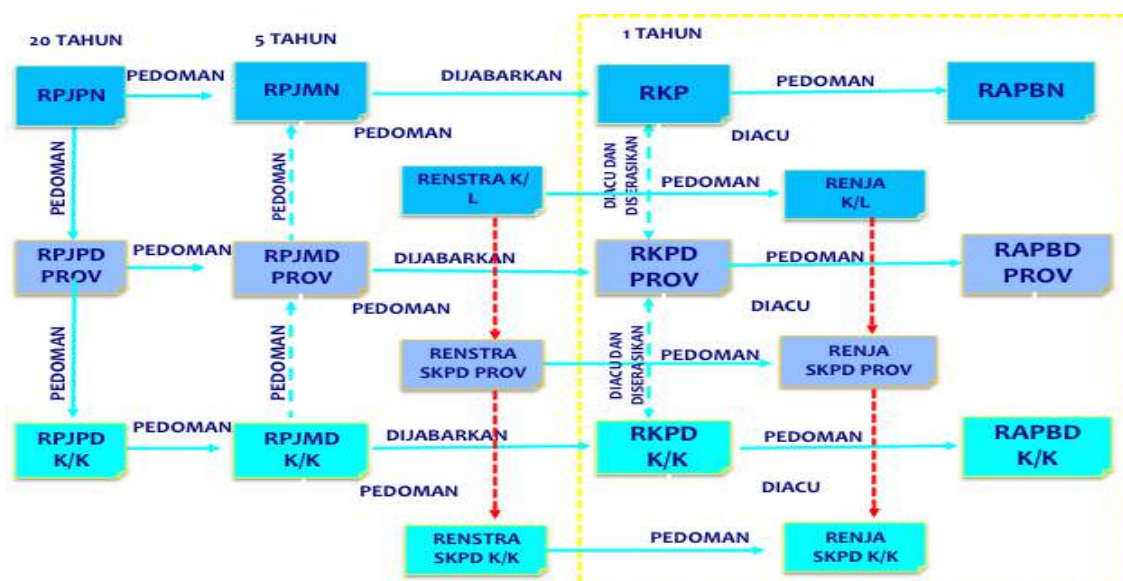 20 TAHUN
5 TAHUN
1 TAHUN
RPJPN
PEDOMAN
RPJMN
DIJABARKAN
RKP
PEDOMAN
RAPBN
PEDOMAN
PEDOMAN
PEDOMAN
DIACU DAN
DISERASIKAN
DIACU
RENSTRA K/
L
PEDOMAN
RENJA
K/L
RPJPD
PROV
PEDOMAN
RPJMD
PROV
DIJABARKAN
RKPD
PROV
PEDOMAN
RAPBD
PROV
PEDOMAN
PEDOMAN
PEDOMAN
DIACU DAN
DISERASIKAN
DIACU
RENSTRA
SKPD PROV
PEDOMAN
RENJA
SKPD PROV
RPJPD
K/K
PEDOMAN
RPJMD
K/K
DIJABARKAN
RKPD
K/K
PEDOMAN
RAPBD
K/K
PEDOMAN
DIACU
RENSTRA
SKPD K/K
PEDOMAN
RENJA
SKPD K/K